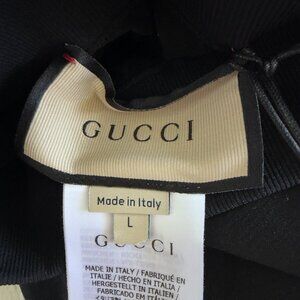 GUCCI
Made in Italy
L
GUCCI
MADE IN ITALY / FABRIQUÉ EN
ITALIE / HECHO EN ITALIA /
HERGESTELLT IN ITALIEN /
FABRICADO EM ITÁLIA /